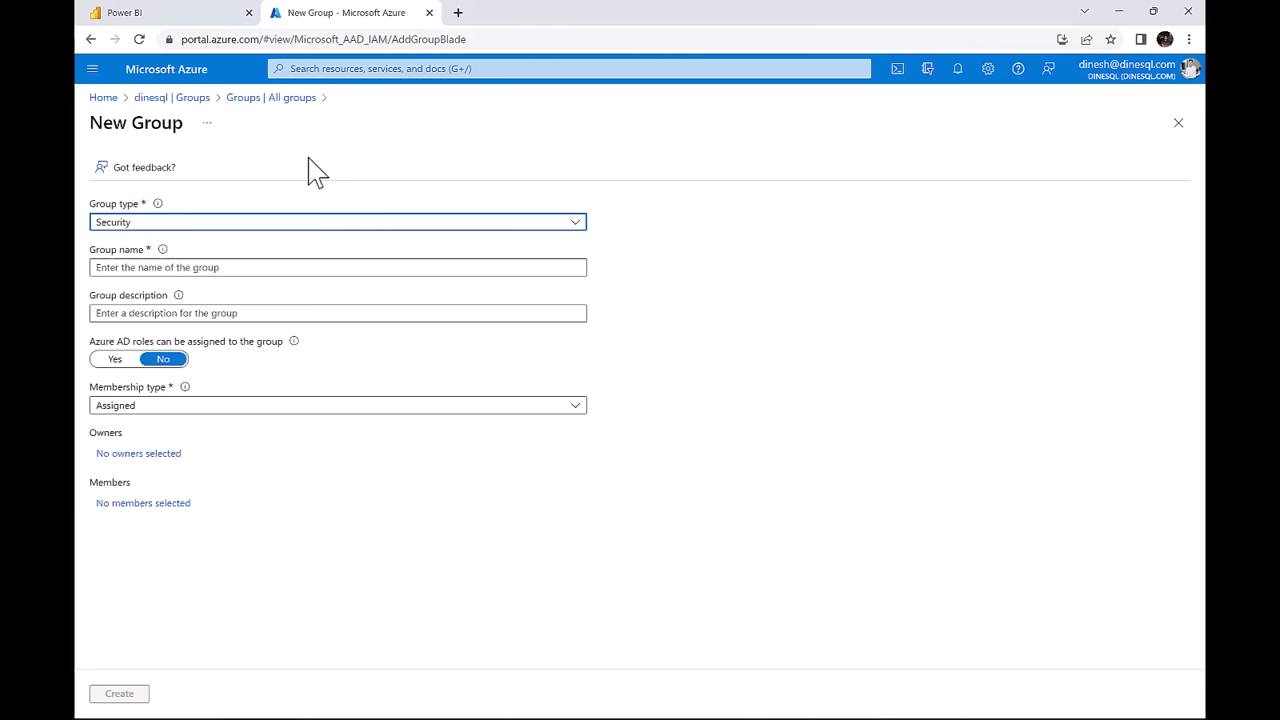 Power BI
New Group - Microsoft Azure
portal.azure.com/#view/Microsoft_AAD_IAM/AddGroupBlade
Microsoft Azure
Search resources, services, and docs (G+/)
dinesh@dinesql.com
DINESQL (DINESQL.COM)
Home > dinesql | Groups > Groups | All groups >
New Group ...
Got feedback?
Group type *
Security
Group name *
Enter the name of the group
Group description
Enter a description for the group
Azure AD roles can be assigned to the group
Yes No
Membership type *
Assigned
Owners
No owners selected
Members
No members selected
Create